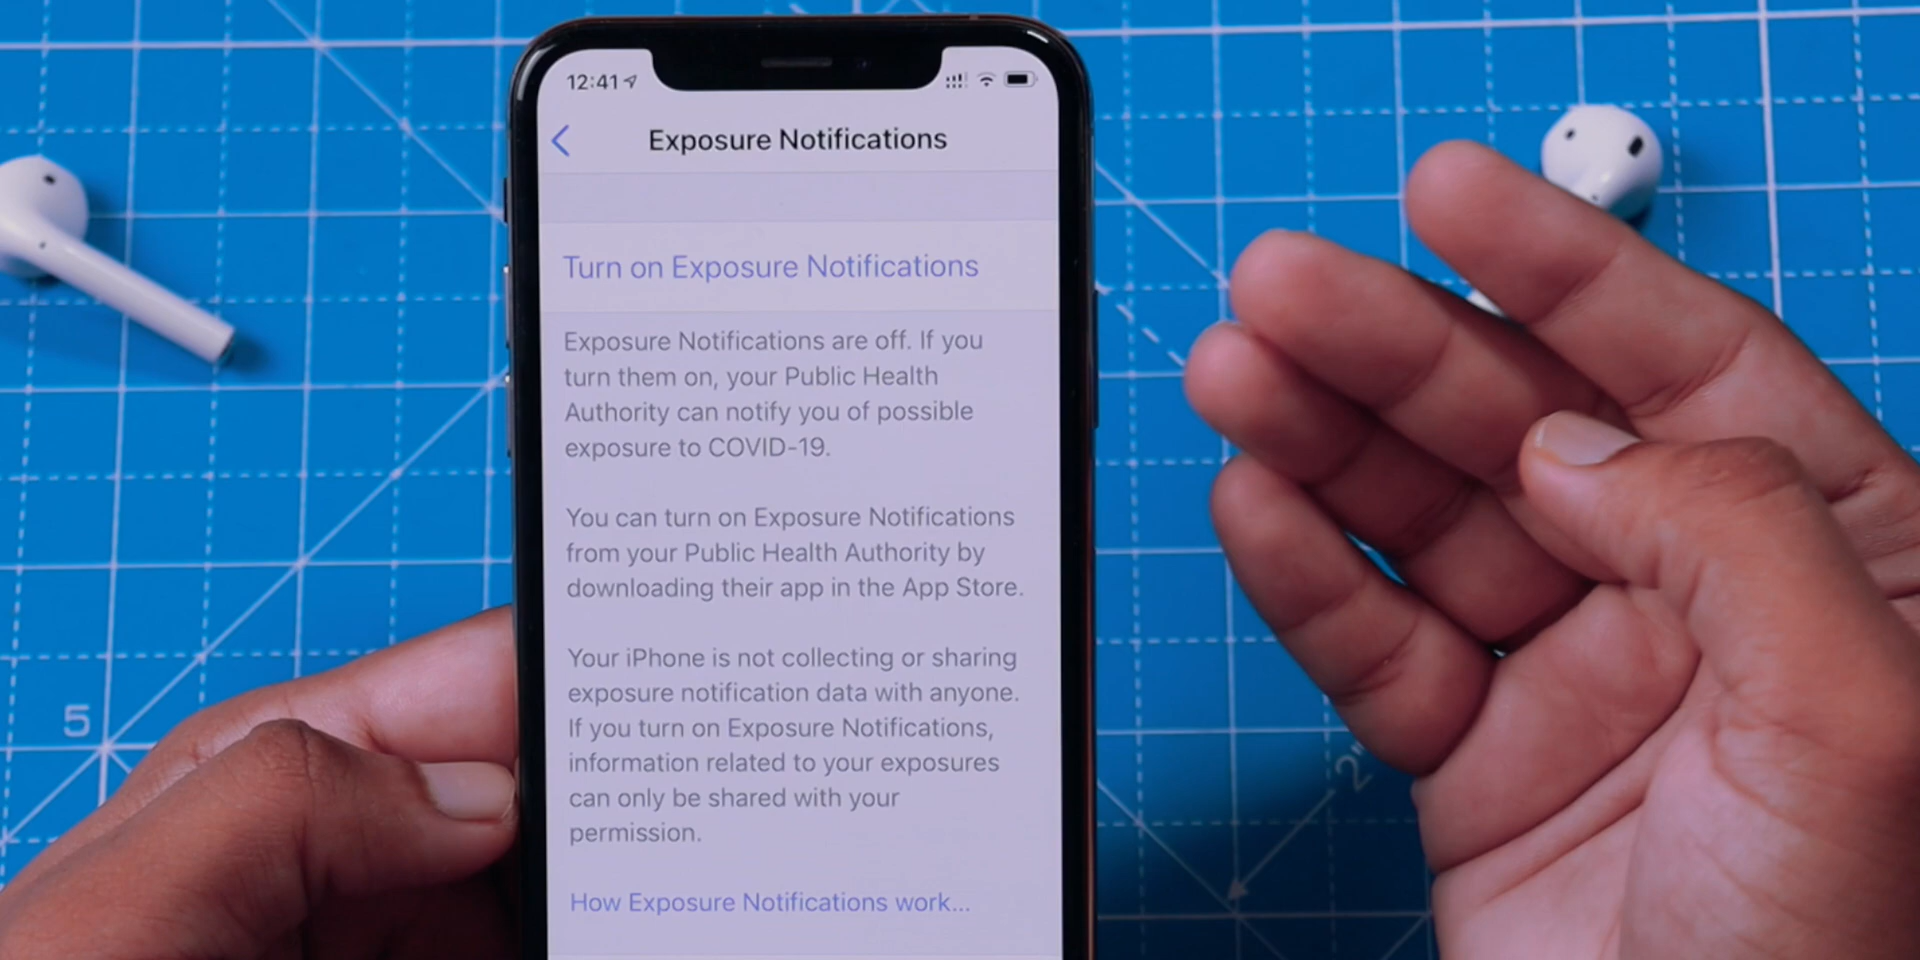 12:41
Exposure Notifications
Turn on Exposure Notifications
Exposure Notifications are off. If you
turn them on, your Public Health
Authority can notify you of possible
exposure to COVID-19.
You can turn on Exposure Notifications
from your Public Health Authority by
downloading their app in the App Store.
Your iPhone is not collecting or sharing
exposure notification data with anyone.
If you turn on Exposure Notifications,
information related to your exposures
can only be shared with your
permission.
How Exposure Notifications work...
5
2"